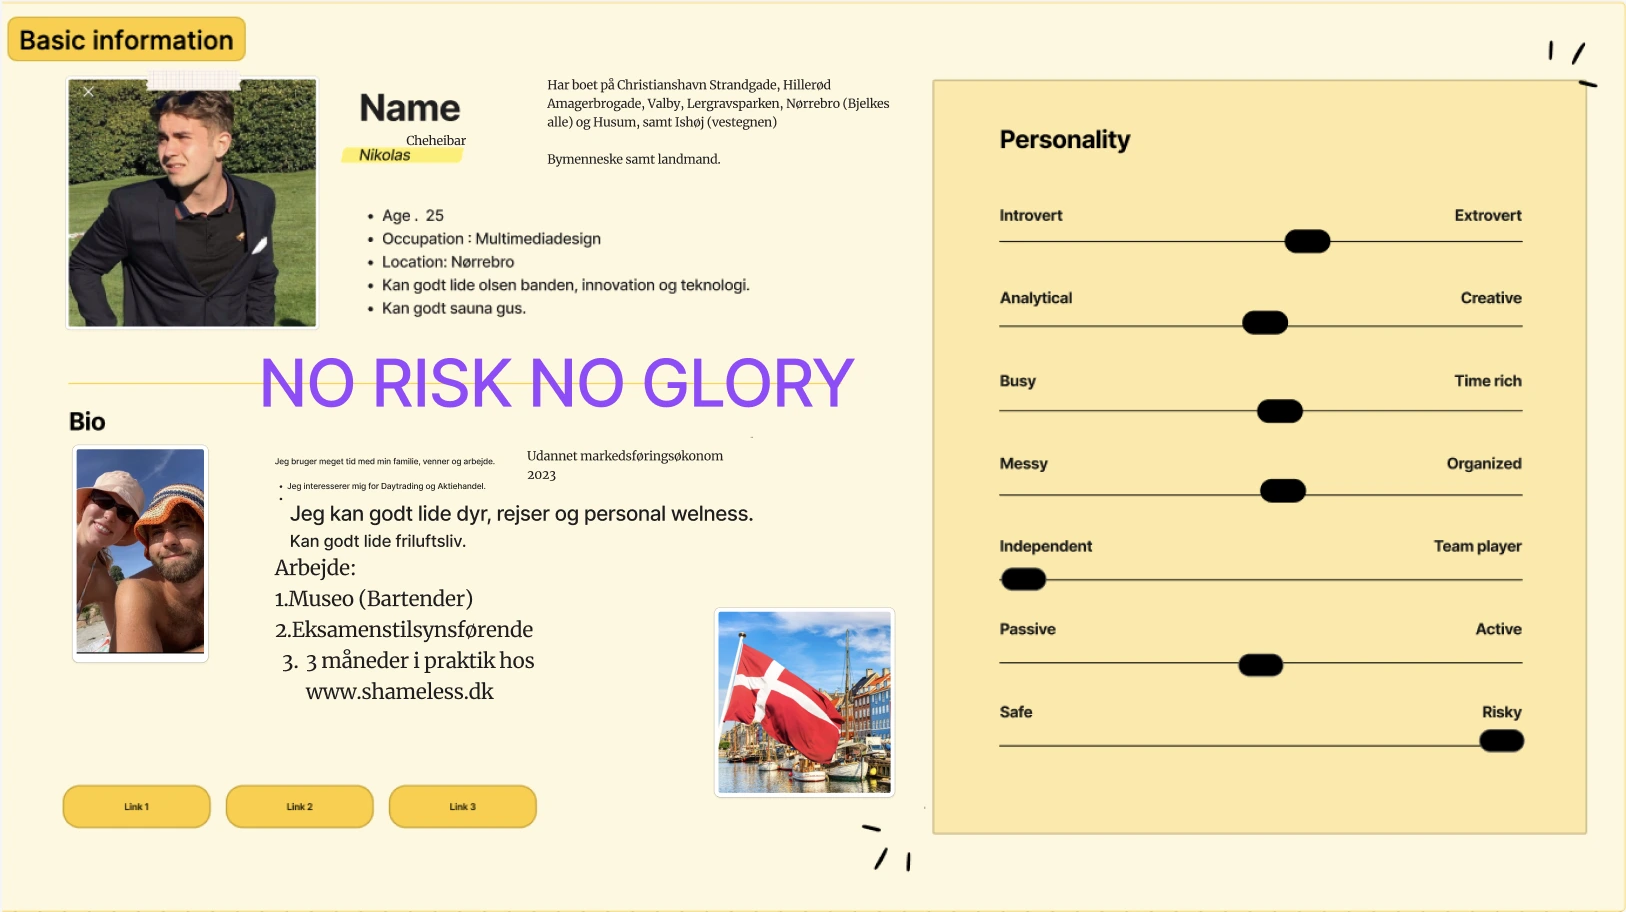 Basic information
Name
Cheheibar
Nikolas
Har boet på Christianshavn Strandgade, Hillerød
Amagerbrogade, Valby, Lergravsparken, Nørrebro (Bjelkes
alle) og Husum, samt Ishøj (vestegnen)
Bymenneske samt landmand.
• Age . 25
• Occupation : Multimediadesign
• Location: Nørrebro
• Kan godt lide olsen banden, innovation og teknologi.
• Kan godt sauna gus.
NO RISK NO GLORY
Bio
Jeg bruger meget tid med min familie, venner og arbejde.
• Jeg interesserer mig for Daytrading og Aktiehandel.
•
Udannet markedsføringsøkonom
2023
Jeg kan godt lide dyr, rejser og personal welness.
Kan godt lide friluftsliv.
Arbejde:
1.Museo (Bartender)
2.Eksamenstilsynsførende
3. 3 måneder i praktik hos
www.shameless.dk
Link 1
Link 2
Link 3
Personality
Introvert Extrovert
Analytical Creative
Busy Time rich
Messy Organized
Independent Team player
Passive Active
Safe Risky